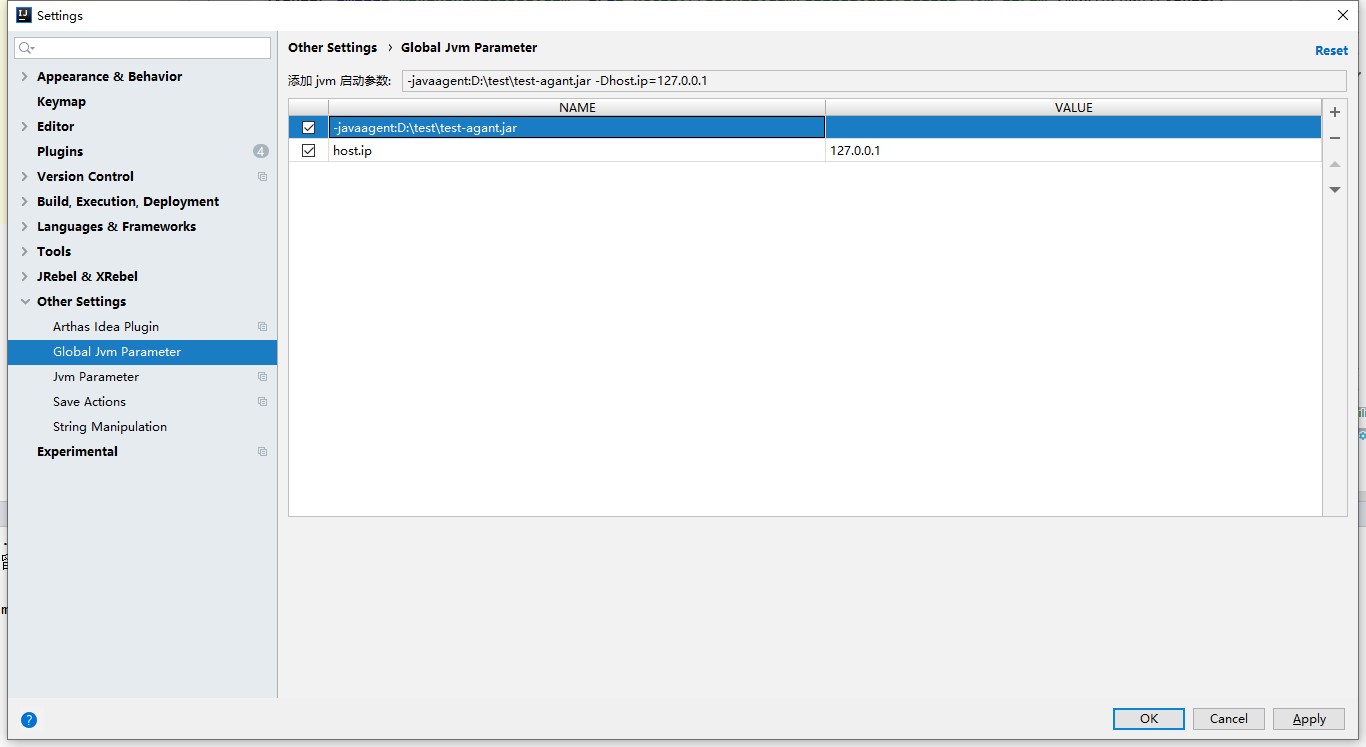 Settings
Other Settings › Global Jvm Parameter
Reset
Appearance & Behavior
Keymap
Editor
Plugins 4
Version Control
Build, Execution, Deployment
Languages & Frameworks
Tools
JRebel & XRebel
Other Settings
Arthas Idea Plugin
Global Jvm Parameter
Jvm Parameter
Save Actions
String Manipulation
Experimental
添加 jvm 启动参数: -javaagent:D:\test\test-agant.jar -Dhost.ip=127.0.0.1
NAME VALUE
-javaagent:D:\test\test-agant.jar
host.ip 127.0.0.1
?
OK Cancel Apply